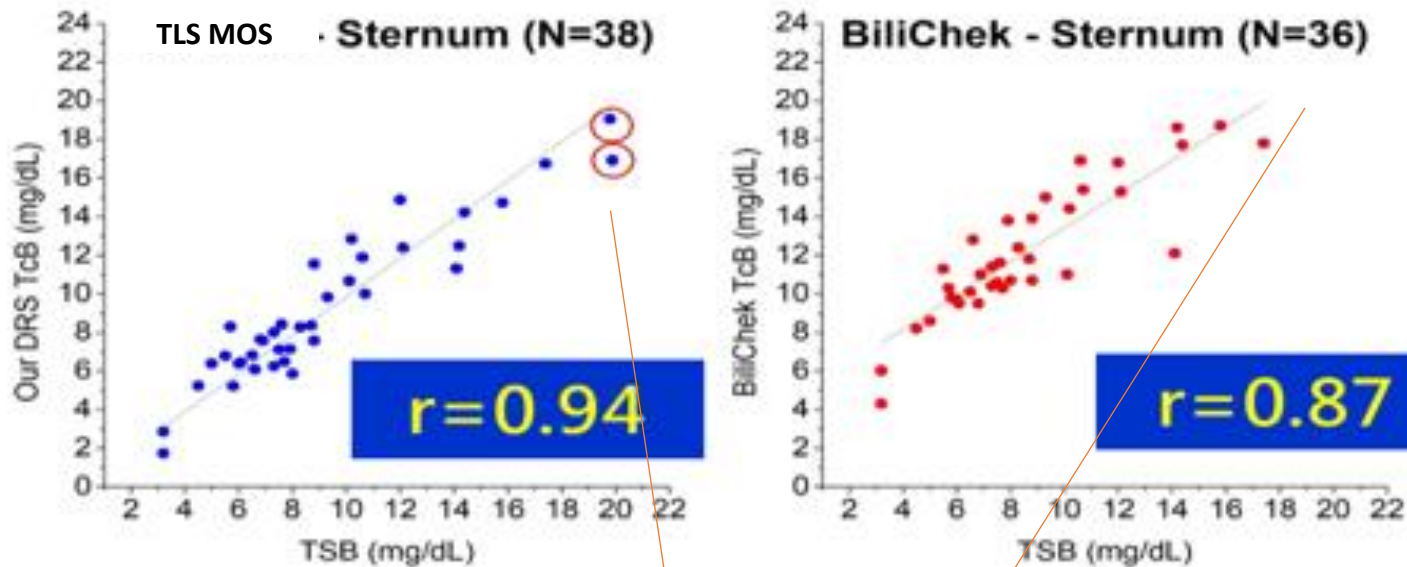 TLS MOS - Sternum (N=38)
24
22
20
18
16
14
12
10
8
6
4
2
0
Our DRS TcB (mg/dL)
r=0.94
2 4 6 8 10 12 14 16 18 20 22
TSB (mg/dL)
BiliChek - Sternum (N=36)
24
22
20
18
16
14
12
10
8
6
4
2
0
BiliChek TcB (mg/dL)
r=0.87
2 4 6 8 10 12 14 16 18 20 22
TSB (mg/dL)